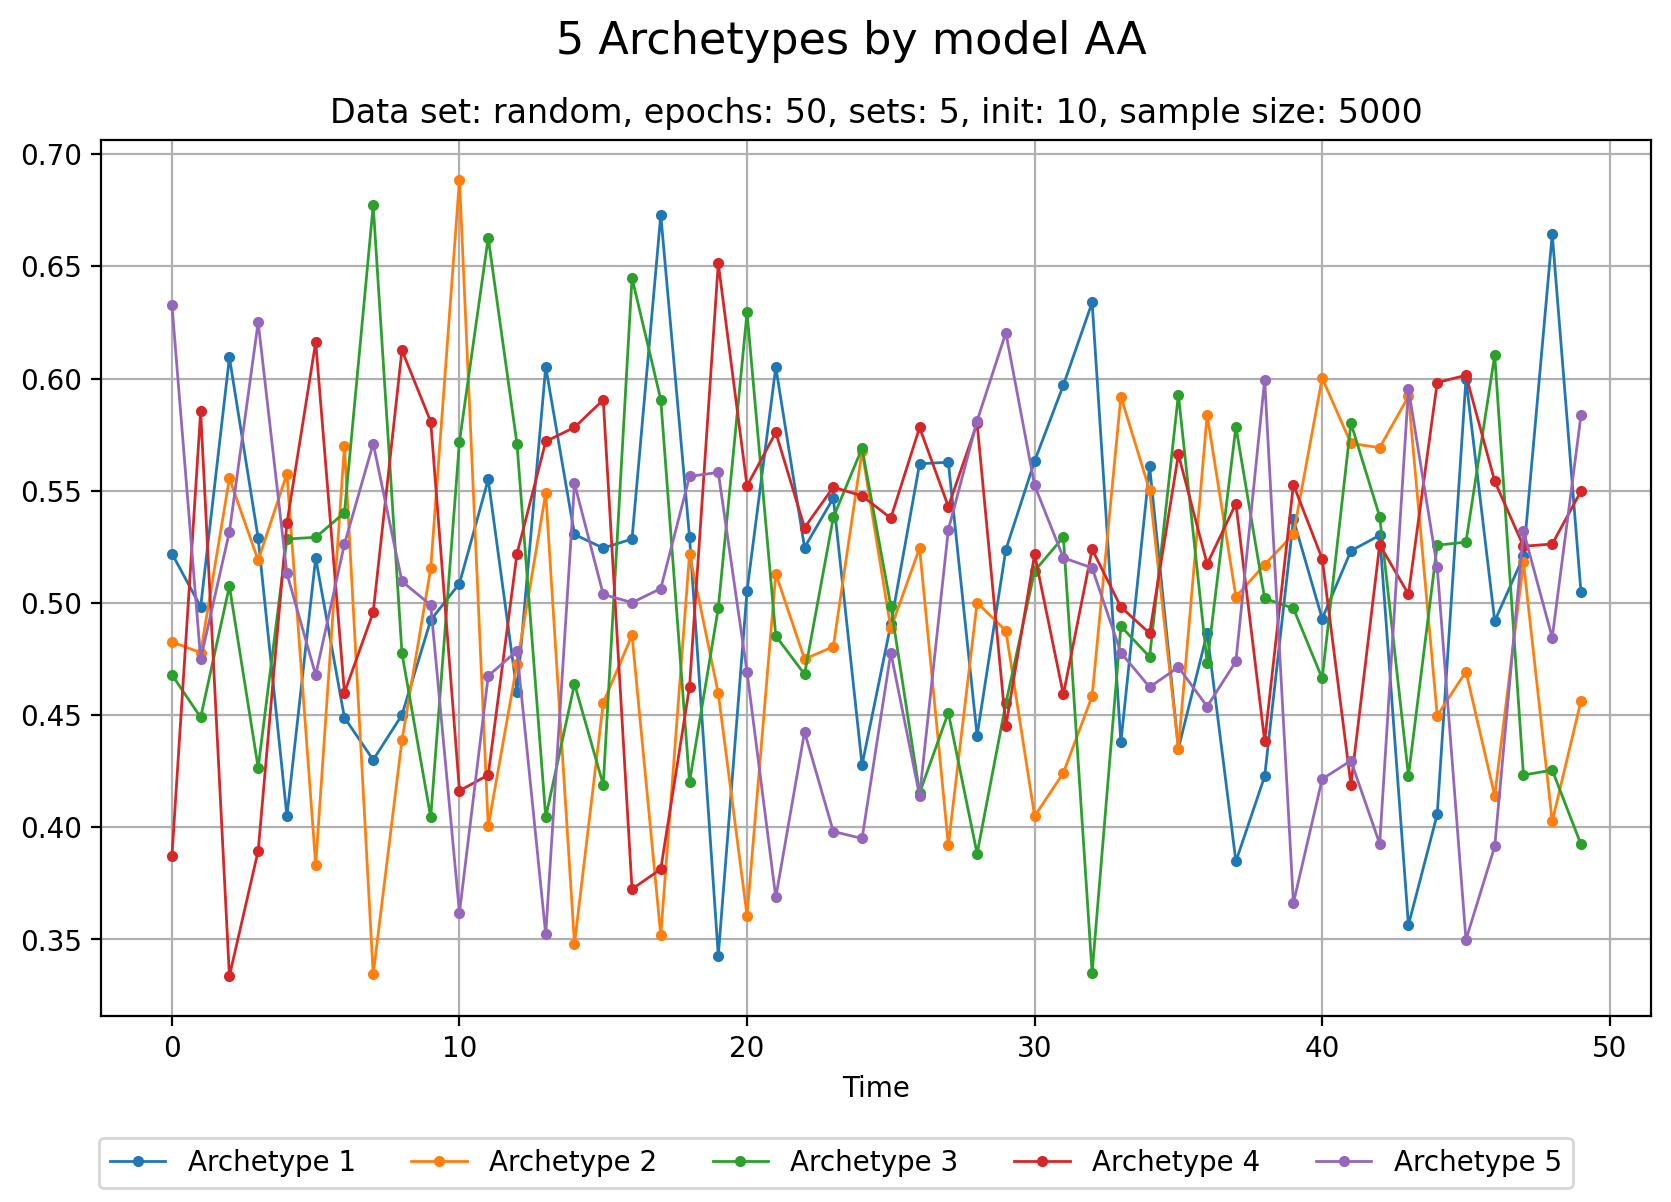 5 Archetypes by model AA
Data set: random, epochs: 50, sets: 5, init: 10, sample size: 5000
0.70
0.65
0.60
0.55
0.50
0.45
0.40
0.35
0 10 20 30 40 50
Time
Archetype 1 Archetype 2 Archetype 3 Archetype 4 Archetype 5